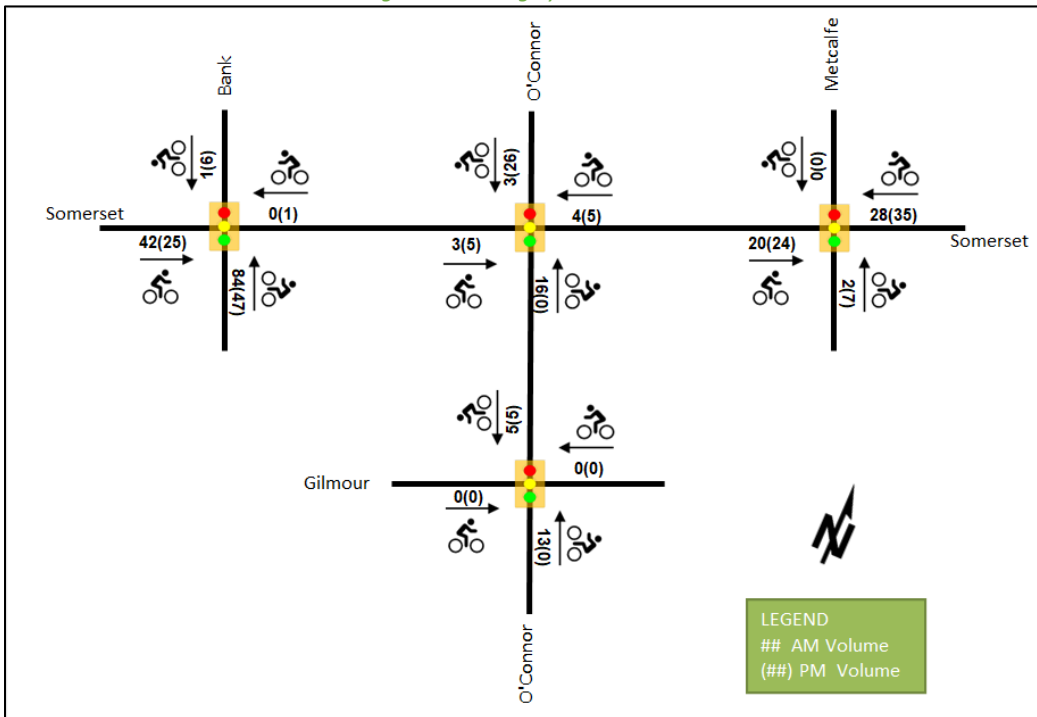 Bank
O'Connor
Metcalfe
1(6)
3(26)
0(0)
Somerset
0(1)
4(5)
28(35)
42(25)
3(5)
20(24)
Somerset
84(47)
16(0)
2(7)
5(5)
0(0)
Gilmour
0(0)
13(0)
O'Connor
N
LEGEND
## AM Volume
(##) PM Volume